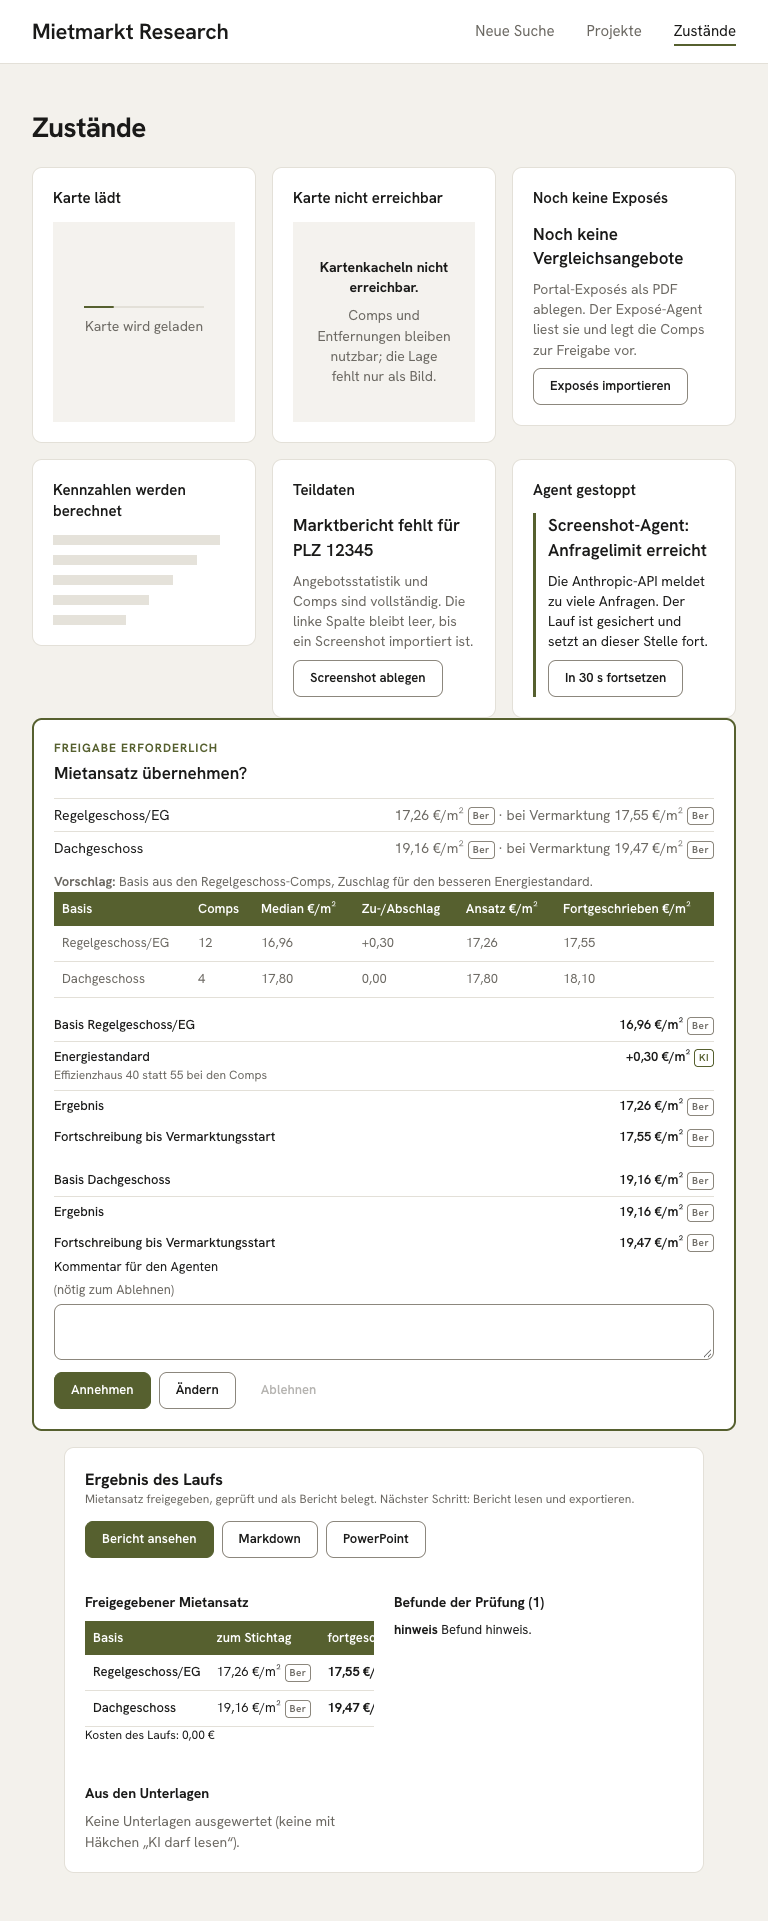 Mietmarkt Research
Neue Suche
Projekte
Zustände
Zustände
Karte lädt
Karte wird geladen
Karte nicht erreichbar
Kartenkacheln nicht
erreichbar.
Comps und
Entfernungen bleiben
nutzbar; die Lage
fehlt nur als Bild.
Noch keine Exposés
Noch keine
Vergleichsangebote
Portal-Exposés als PDF
ablegen. Der Exposé-Agent
liest sie und legt die Comps
zur Freigabe vor.
Exposés importieren
Kennzahlen werden
berechnet
Teildaten
Marktbericht fehlt für
PLZ 12345
Angebotsstatistik und
Comps sind vollständig. Die
linke Spalte bleibt leer, bis
ein Screenshot importiert ist.
Screenshot ablegen
Agent gestoppt
Screenshot-Agent:
Anfragelimit erreicht
Die Anthropic-API meldet
zu viele Anfragen. Der
Lauf ist gesichert und
setzt an dieser Stelle fort.
In 30 s fortsetzen
FREIGABE ERFORDERLICH
Mietansatz übernehmen?
Regelgeschoss/EG 17,26 €/m² Ber · bei Vermarktung 17,55 €/m² Ber
Dachgeschoss 19,16 €/m² Ber · bei Vermarktung 19,47 €/m² Ber
Vorschlag: Basis aus den Regelgeschoss-Comps, Zuschlag für den besseren Energiestandard.
Basis Comps Median €/m² Zu-/Abschlag Ansatz €/m² Fortgeschrieben €/m²
Regelgeschoss/EG 12 16,96 +0,30 17,26 17,55
Dachgeschoss 4 17,80 0,00 17,80 18,10
Basis Regelgeschoss/EG 16,96 €/m² Ber
Energiestandard +0,30 €/m² KI
Effizienzhaus 40 statt 55 bei den Comps
Ergebnis 17,26 €/m² Ber
Fortschreibung bis Vermarktungsstart 17,55 €/m² Ber
Basis Dachgeschoss 19,16 €/m² Ber
Ergebnis 19,16 €/m² Ber
Fortschreibung bis Vermarktungsstart 19,47 €/m² Ber
Kommentar für den Agenten
(nötig zum Ablehnen)
Annehmen Ändern Ablehnen
Ergebnis des Laufs
Mietansatz freigegeben, geprüft und als Bericht belegt. Nächster Schritt: Bericht lesen und exportieren.
Bericht ansehen Markdown PowerPoint
Freigegebener Mietansatz
Basis zum Stichtag fortgesc
Regelgeschoss/EG 17,26 €/m² Ber 17,55 €/
Dachgeschoss 19,16 €/m² Ber 19,47 €/
Kosten des Laufs: 0,00 €
Befunde der Prüfung (1)
hinweis Befund hinweis.
Aus den Unterlagen
Keine Unterlagen ausgewertet (keine mit
Häkchen „KI darf lesen“).